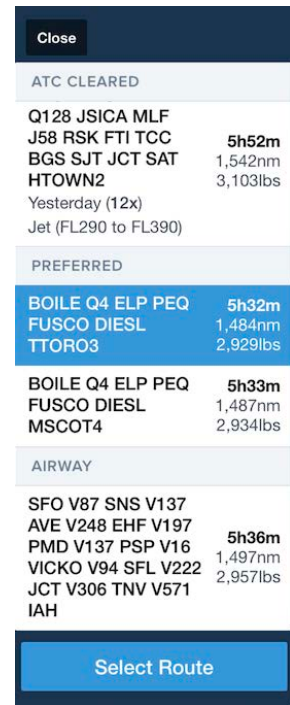 Close
ATC CLEARED
Q128 JSICA MLF
J58 RSK FTI TCC
BGS SJT JCT SAT
HTOWN2
5h52m
1,542nm
3,103lbs
Yesterday (12x)
Jet (FL290 to FL390)
PREFERRED
BOILE Q4 ELP PEQ
FUSCO DIESL
TTORO3
5h32m
1,484nm
2,929lbs
BOILE Q4 ELP PEQ
FUSCO DIESL
MSCOT4
5h33m
1,487nm
2,934lbs
AIRWAY
SFO V87 SNS V137
AVE V248 EHF V197
PMD V137 PSP V16
VICKO V94 SFL V222
JCT V306 TNV V571
IAH
5h36m
1,497nm
2,957lbs
Select Route